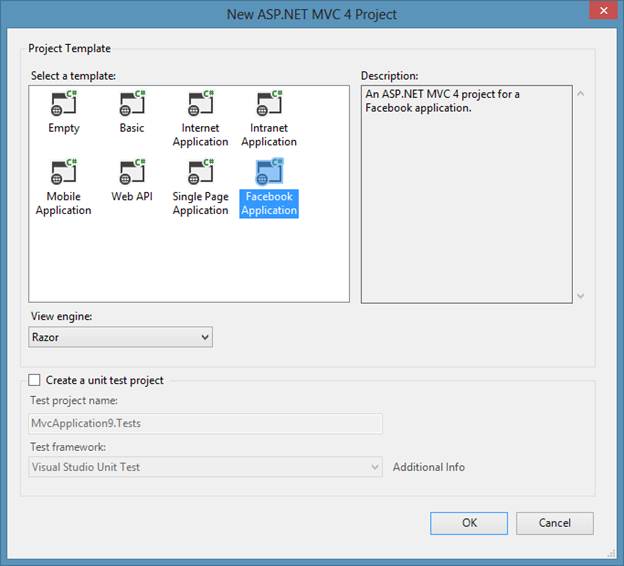 New ASP.NET MVC 4 Project
Project Template
Select a template:
Description:
C# C# C# C#
Empty Basic Internet Application Intranet Application
C# C# C# C#
Mobile Application Web API Single Page Application Facebook Application
An ASP.NET MVC 4 project for a
Facebook application.
View engine:
Razor
Create a unit test project
Test project name:
MvcApplication9.Tests
Test framework:
Visual Studio Unit Test
Additional Info
OK
Cancel